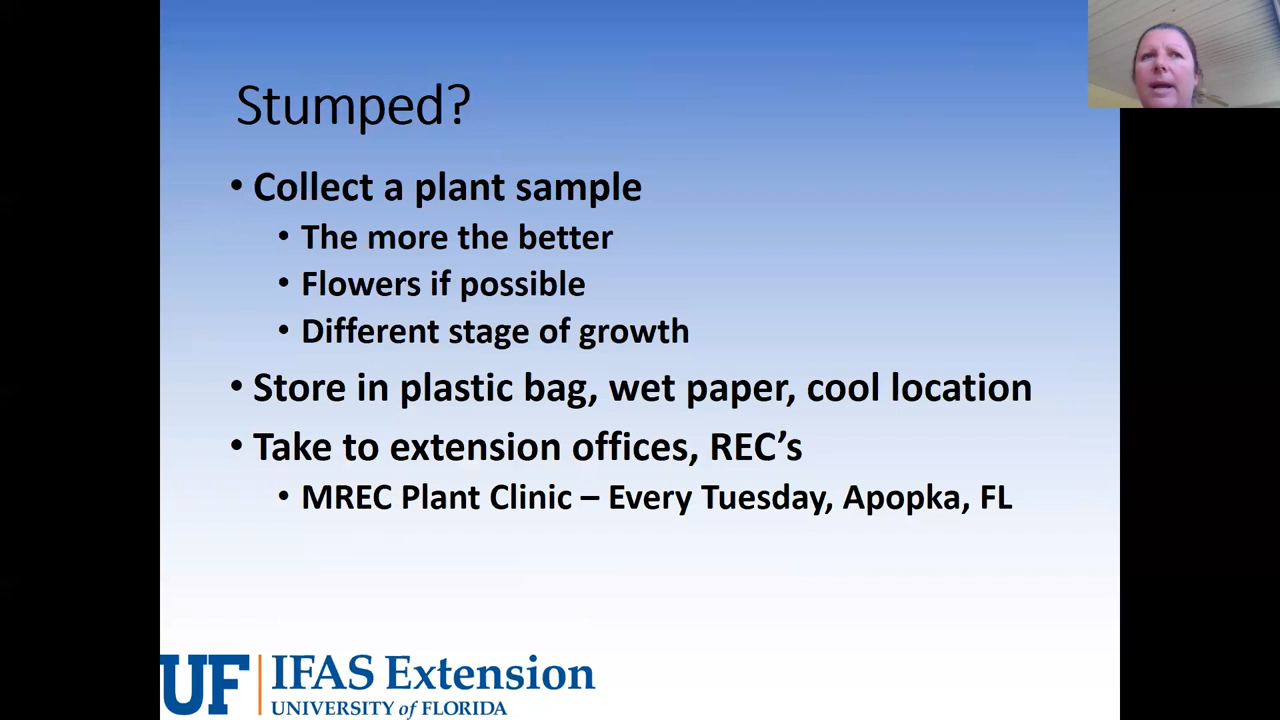 Stumped?
• Collect a plant sample
• The more the better
• Flowers if possible
• Different stage of growth
• Store in plastic bag, wet paper, cool location
• Take to extension offices, REC’s
• MREC Plant Clinic – Every Tuesday, Apopka, FL
UF IFAS Extension
UNIVERSITY of FLORIDA